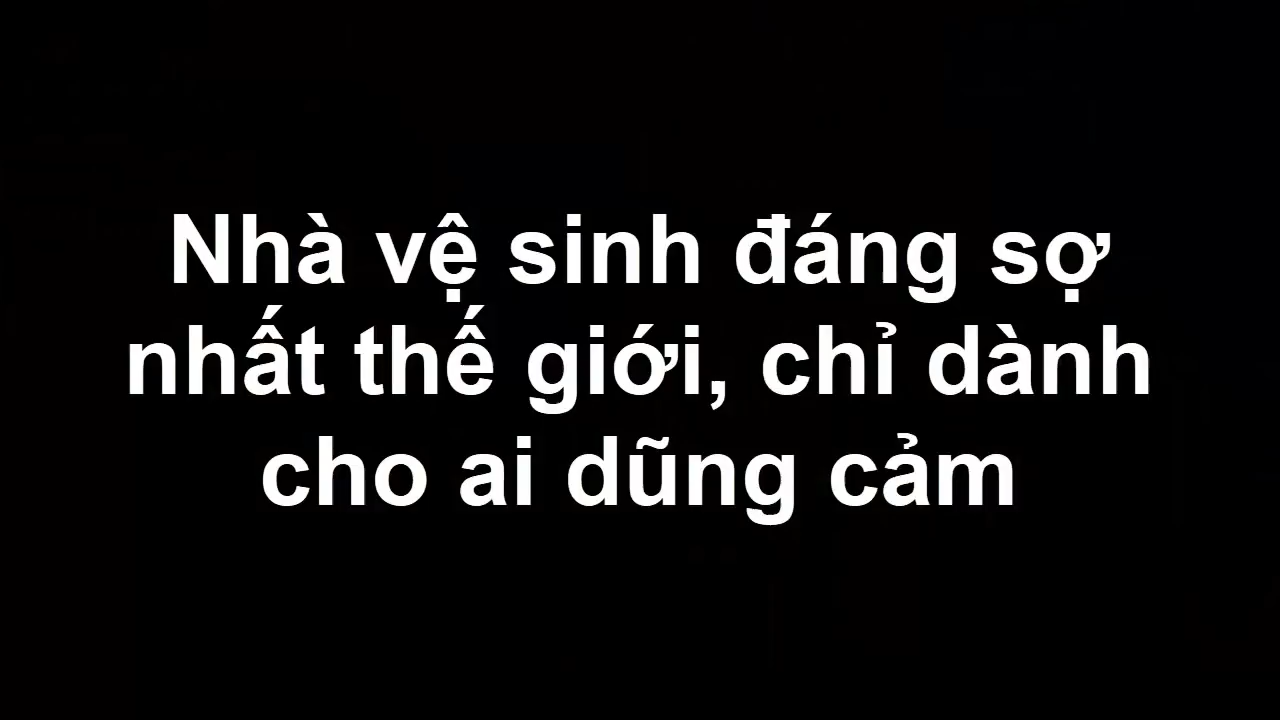 Nhà vệ sinh đáng sợ
nhất thế giới, chỉ dành
cho ai dũng cảm